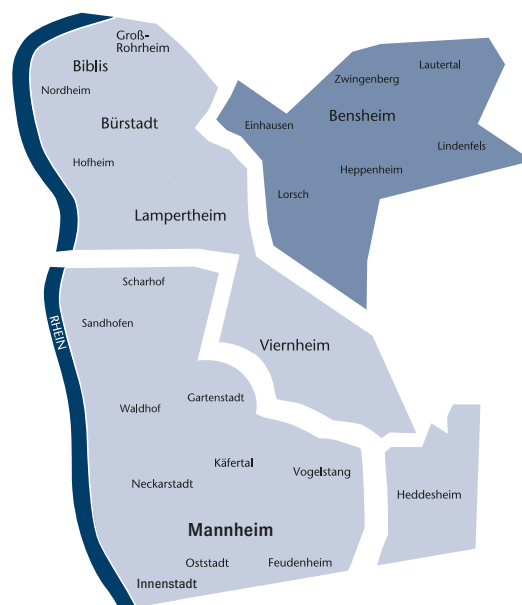 Groß-
Rohrheim
Biblis
Nordheim
Bürstadt
Hofheim
Lampertheim
Lautertal
Zwingenberg
Einhausen
Bensheim
Lindenfels
Heppenheim
Lorsch
Scharhof
Sandhofen
RHEIN
Viernheim
Gartenstadt
Waldhof
Käfertal
Vogelstang
Neckarstadt
Heddesheim
Mannheim
Oststadt
Feudenheim
Innenstadt